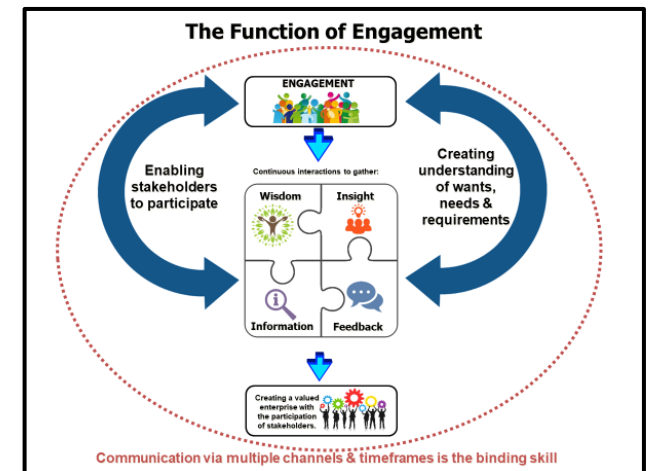 The Function of Engagement
ENGAGEMENT
Enabling
stakeholders
to participate
Creating
understanding
of wants,
needs &
requirements
Continuous interactions to gather:
Wisdom
Insight
Information
Feedback
Creating a valued
enterprise with
the participation
of stakeholders.
Communication via multiple channels & timeframes is the binding skill